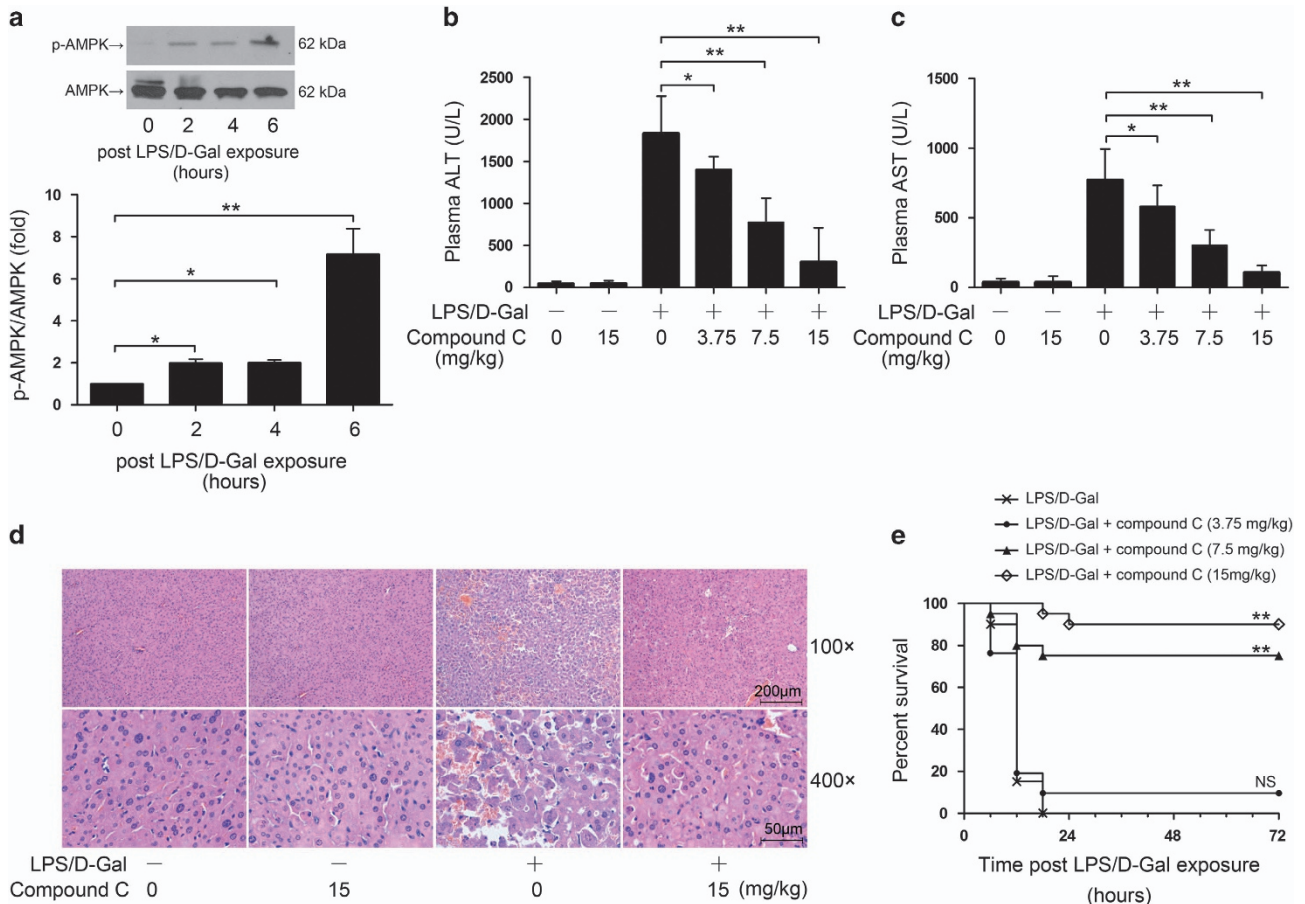 a
p-AMPK→
62 kDa
AMPK→
62 kDa
0 2 4 6
post LPS/D-Gal exposure
(hours)
p-AMPK/AMPK (fold)
10
8
6
4
2
0
**
*
*
0 2 4 6
post LPS/D-Gal exposure
(hours)
b
Plasma ALT (U/L)
2500
2000
1500
1000
500
0
**
**
*
LPS/D-Gal — — + + + +
Compound C 0 15 0 3.75 7.5 15
(mg/kg)
c
Plasma AST (U/L)
1500
1000
500
0
**
**
*
LPS/D-Gal — — + + + +
Compound C 0 15 0 3.75 7.5 15
(mg/kg)
d
100×
200µm
400×
50µm
LPS/D-Gal — — + +
Compound C 0 15 0 15 (mg/kg)
e
LPS/D-Gal
LPS/D-Gal + compound C (3.75 mg/kg)
LPS/D-Gal + compound C (7.5 mg/kg)
LPS/D-Gal + compound C (15mg/kg)
Percent survival
100
80
60
40
20
0
**
**
NS
0 24 48 72
Time post LPS/D-Gal exposure
(hours)